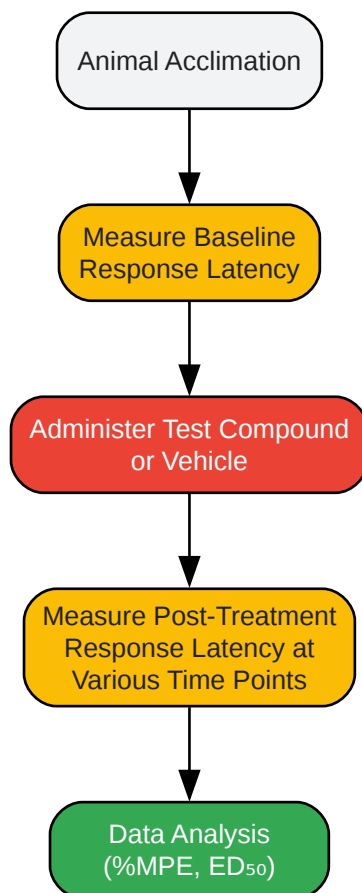 Animal Acclimation
Measure Baseline
Response Latency
Administer Test Compound
or Vehicle
Measure Post-Treatment
Response Latency at
Various Time Points
Data Analysis
(%MPE, ED₅₀)